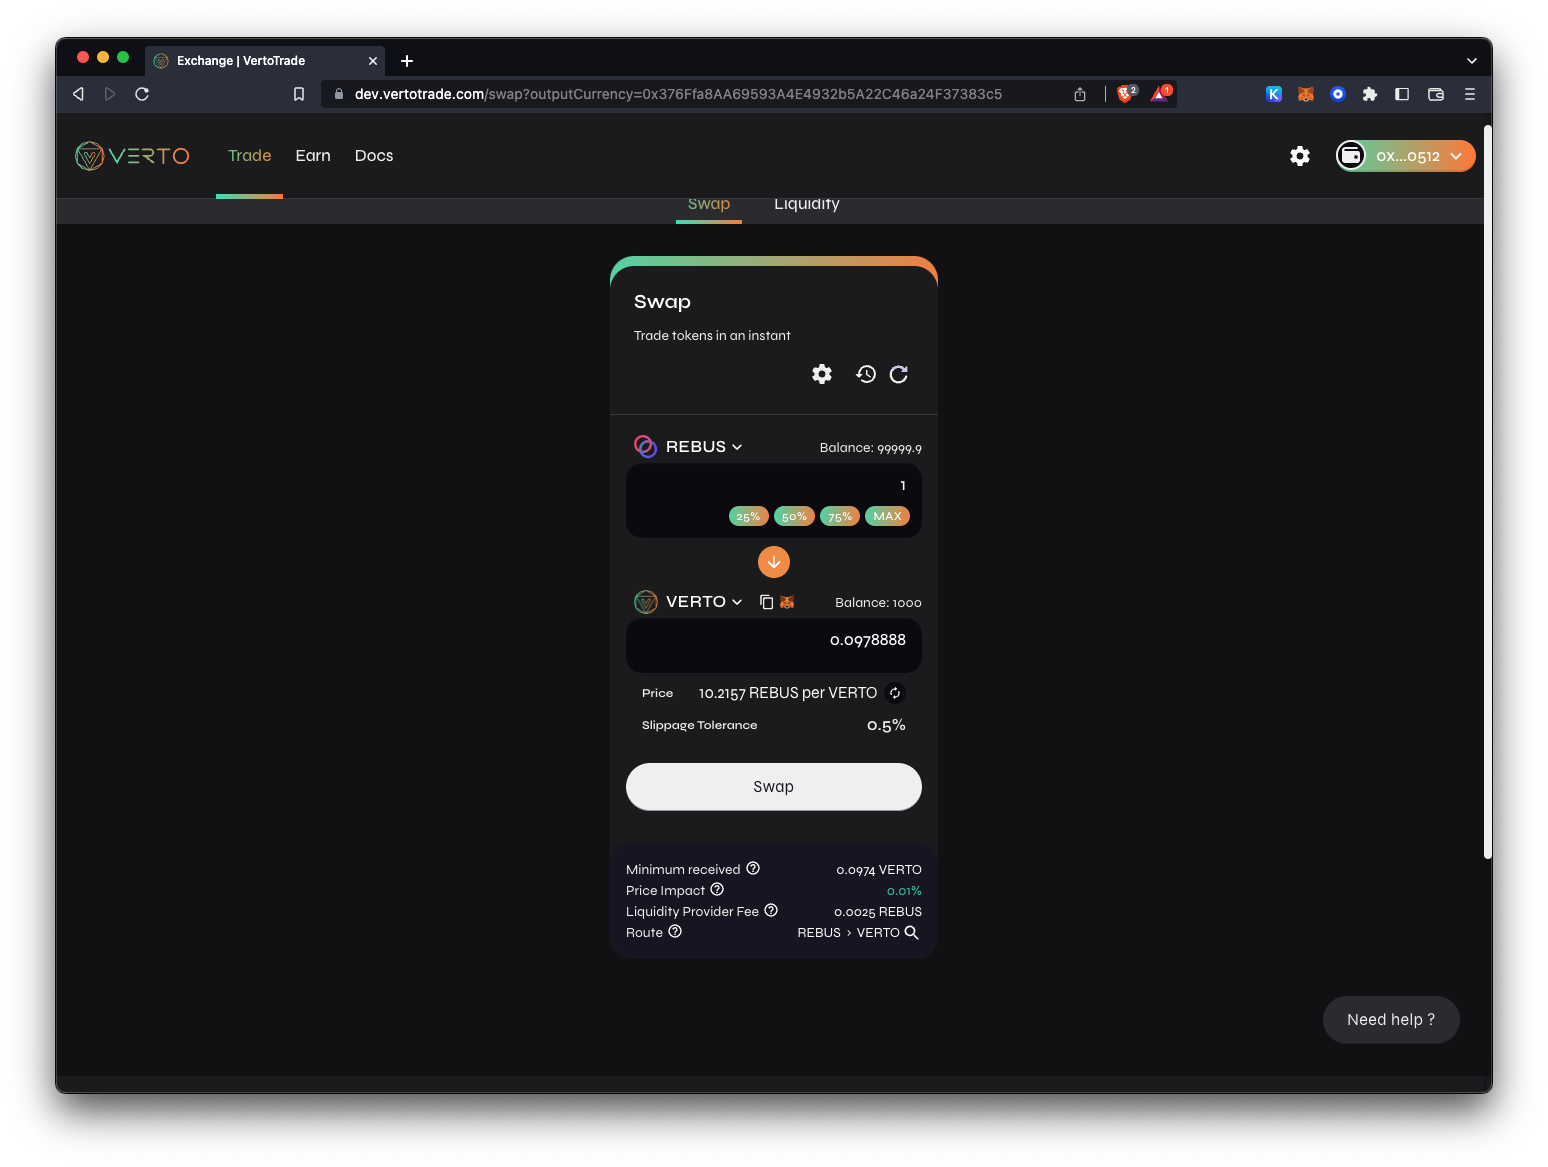 Exchange | VertoTrade
dev.vertotrade.com/swap?outputCurrency=0x376Ffa8AA69593A4E4932b5A22C46a24F37383c5
2
1
K
VERTO
Trade
Earn
Docs
0x...0512
Swap
Liquidity
Swap
Trade tokens in an instant
REBUS
Balance: 99999.9
1
25%
50%
75%
MAX
VERTO
Balance: 1000
0.0978888
Price
10.2157 REBUS per VERTO
Slippage Tolerance
0.5%
Swap
Minimum received
0.0974 VERTO
Price Impact
0.01%
Liquidity Provider Fee
0.0025 REBUS
Route
REBUS > VERTO
Need help ?